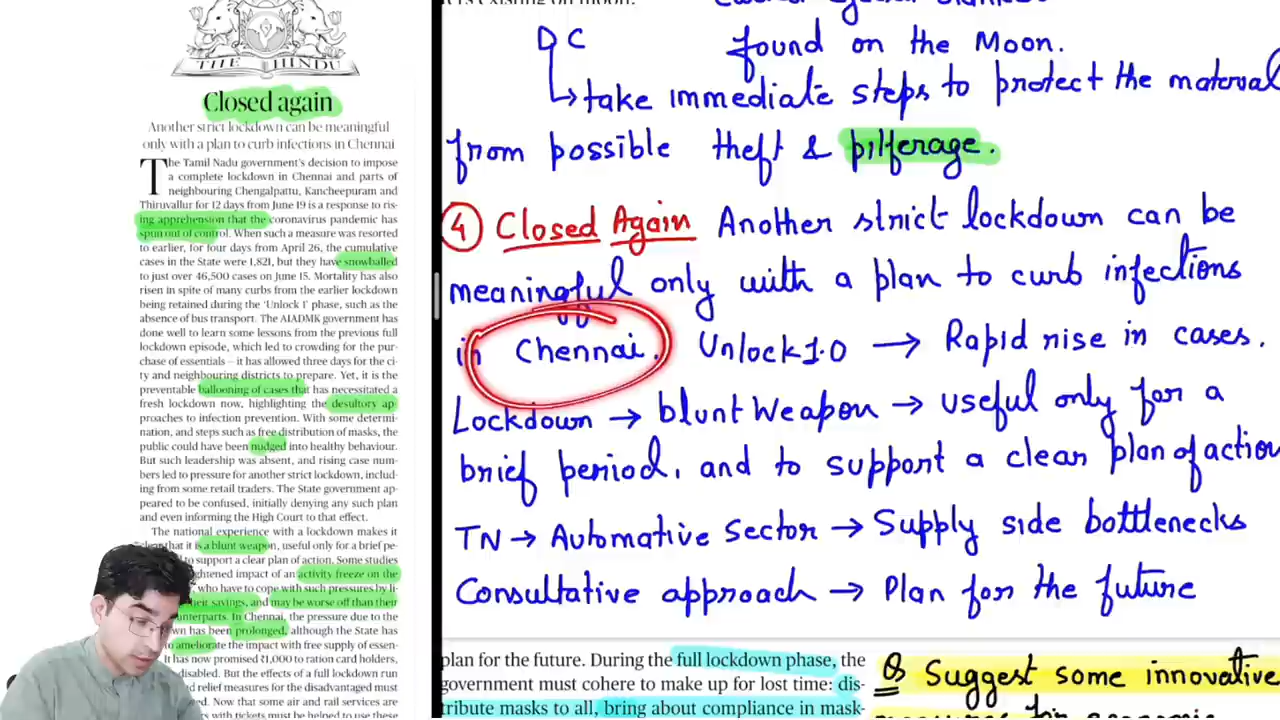 THE HINDU
Closed again
Another strict lockdown can be meaningful
only with a plan to curb infections in Chennai
The Tamil Nadu government's decision to impose
a complete lockdown in Chennai and parts of
neighbouring Chengalpattu, Kancheepuram and
Thiruvallur for 12 days from June 19 is a response to ris-
ing apprehension that the coronavirus pandemic has
spun out of control. When such a measure was resorted
to earlier, for four days from April 26, the cumulative
cases in the State were 1,821, but they have snowballed
to just over 46,500 cases on June 15. Mortality has also
risen in spite of many curbs from the earlier lockdown
being retained during the 'Unlock 1' phase, such as the
absence of bus transport. The AIADMK government has
done well to learn some lessons from the previous full
lockdown episode, which led to crowding for the pur-
chase of essentials — it has allowed three days for the ci-
ty and neighbouring districts to prepare. Yet, it is the
preventable ballooning of cases that has necessitated a
fresh lockdown now, highlighting the desultory ap-
proaches to infection prevention. With some determi-
nation, and steps such as free distribution of masks, the
public could have been nudged into healthy behaviour.
But such leadership was absent, and rising case num-
bers led to pressure for another strict lockdown, includ-
ing from some retail traders. The State government ap-
peared to be confused, initially denying any such plan
and even informing the High Court to that effect.
The national experience with a lockdown makes it
that it is a blunt weapon, useful only for a brief pe-
to support a clear plan of action. Some studies
impact of an activity freeze on the
who have to cope with such pressures by li-
their savings, and may be worse off than their
In Chennai, the pressure due to the
has been prolonged, although the State has
ameliorate the impact with free supply of essen-
It has now promised ₹1,000 to ration card holders,
disabled. But the effects of a full lockdown run
relief measures for the disadvantaged must
Now that some air and rail services are
with tickets must be helped to use these
found on the Moon.
DC
↳ take immediate steps to protect the material
from possible theft & pilferage.
④ Closed Again Another strict lockdown can be
meaningful only with a plan to curb infections
in Chennai. Unlock 1.0 → Rapid rise in cases.
Lockdown → blunt Weapon → useful only for a
brief period, and to support a clear plan of action
TN → Automotive Sector → Supply side bottlenecks
Consultative approach → Plan for the future
plan for the future. During the full lockdown phase, the
government must cohere to make up for lost time: dis-
tribute masks to all, bring about compliance in mask-
Q Suggest some innovative